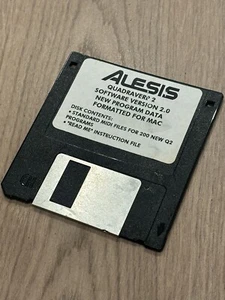 ALESIS
QUADRAVERB 2
SOFTWARE VERSION 2.0
NEW PROGRAM DATA
FORMATTED FOR MAC
DISK CONTENTS:
• STANDARD MIDI FILES FOR 200 NEW Q2
PROGRAMS
• "READ ME" INSTRUCTION FILE